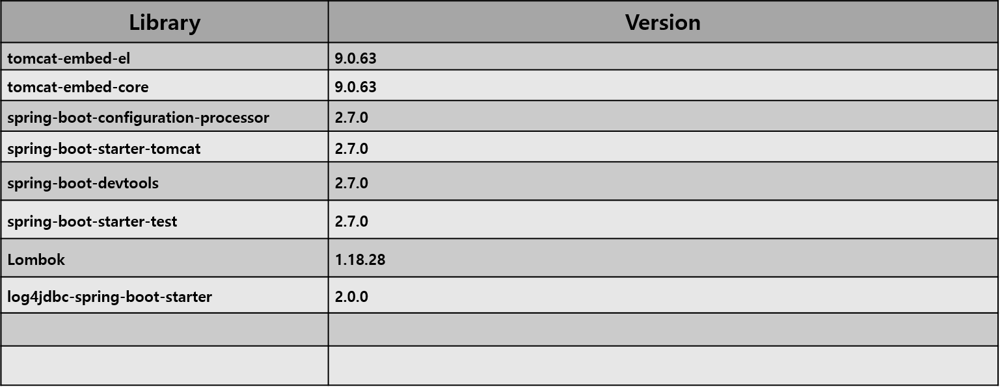 Library Version
tomcat-embed-el 9.0.63
tomcat-embed-core 9.0.63
spring-boot-configuration-processor 2.7.0
spring-boot-starter-tomcat 2.7.0
spring-boot-devtools 2.7.0
spring-boot-starter-test 2.7.0
Lombok 1.18.28
log4jdbc-spring-boot-starter 2.0.0